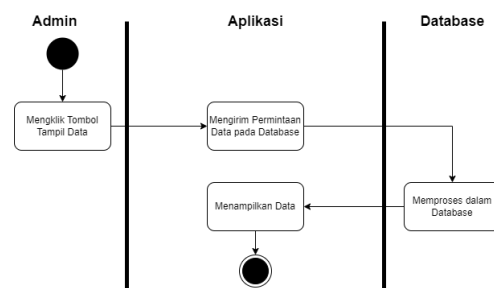 Admin
Aplikasi
Database
Mengklik Tombol
Tampil Data
Mengirim Permintaan
Data pada Database
Menampilkan Data
Memproses dalam
Database